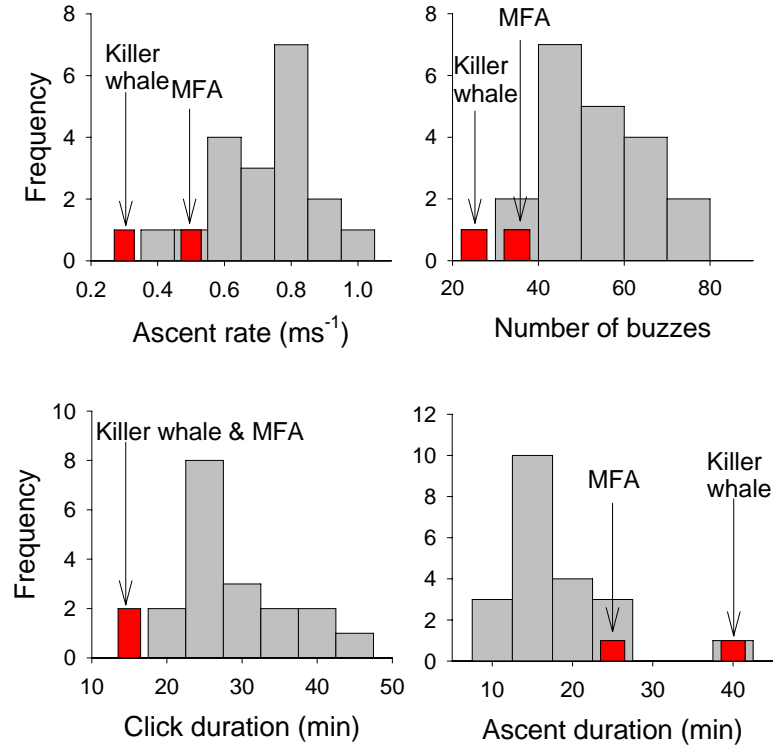 8
6
4
2
0
Frequency
Killer
whale
MFA
0.2 0.4 0.6 0.8 1.0
Ascent rate (ms⁻¹)
8
6
4
2
0
MFA
Killer
whale
20 40 60 80
Number of buzzes
10
8
6
4
2
0
Frequency
Killer whale & MFA
10 20 30 40 50
Click duration (min)
12
10
8
6
4
2
0
MFA
Killer
whale
10 20 30 40
Ascent duration (min)